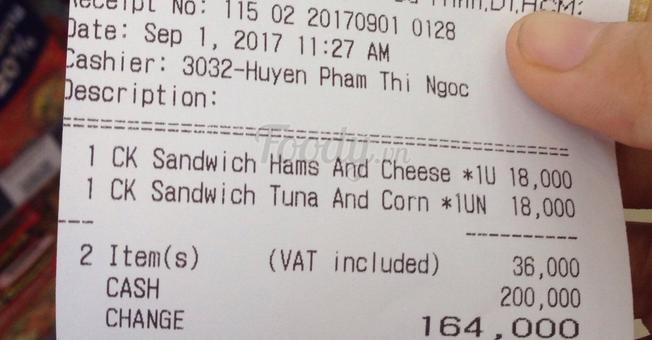 Receipt No: 115 02 20170901 0128
Date: Sep 1, 2017 11:27 AM
Cashier: 3032-Huyen Pham Thi Ngoc
Description:
1 CK Sandwich Hams And Cheese *1U 18,000
1 CK Sandwich Tuna And Corn *1UN 18,000
2 Item(s) (VAT included) 36,000
CASH 200,000
CHANGE 164,000
Foody.vn
20%